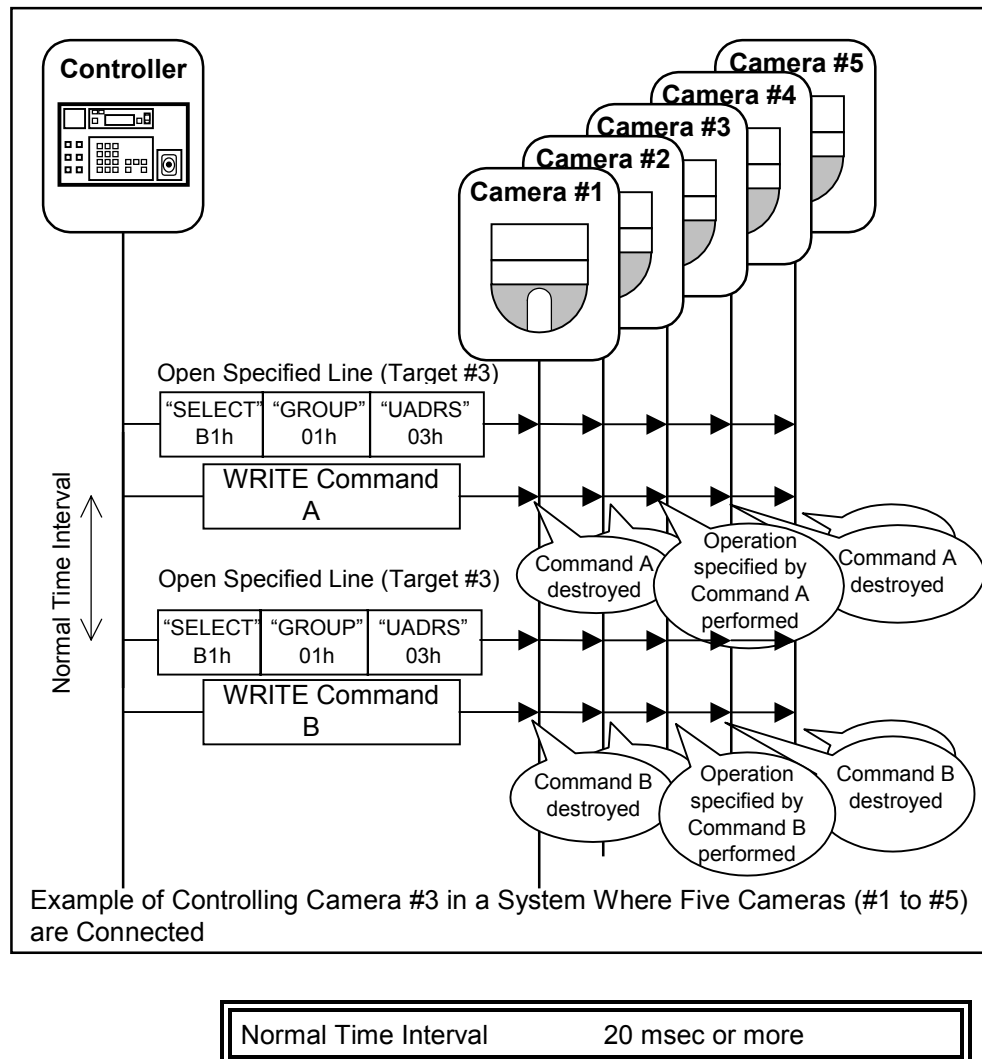 Controller
Camera #5
Camera #4
Camera #3
Camera #2
Camera #1
Open Specified Line (Target #3)
“SELECT” “GROUP” “UADRS”
B1h 01h 03h
WRITE Command
A
Normal Time Interval
Command A
destroyed
Operation
specified by
Command A
performed
Command A
destroyed
Open Specified Line (Target #3)
“SELECT” “GROUP” “UADRS”
B1h 01h 03h
WRITE Command
B
Command B
destroyed
Operation
specified by
Command B
performed
Command B
destroyed
Example of Controlling Camera #3 in a System Where Five Cameras (#1 to #5)
are Connected
Normal Time Interval 20 msec or more